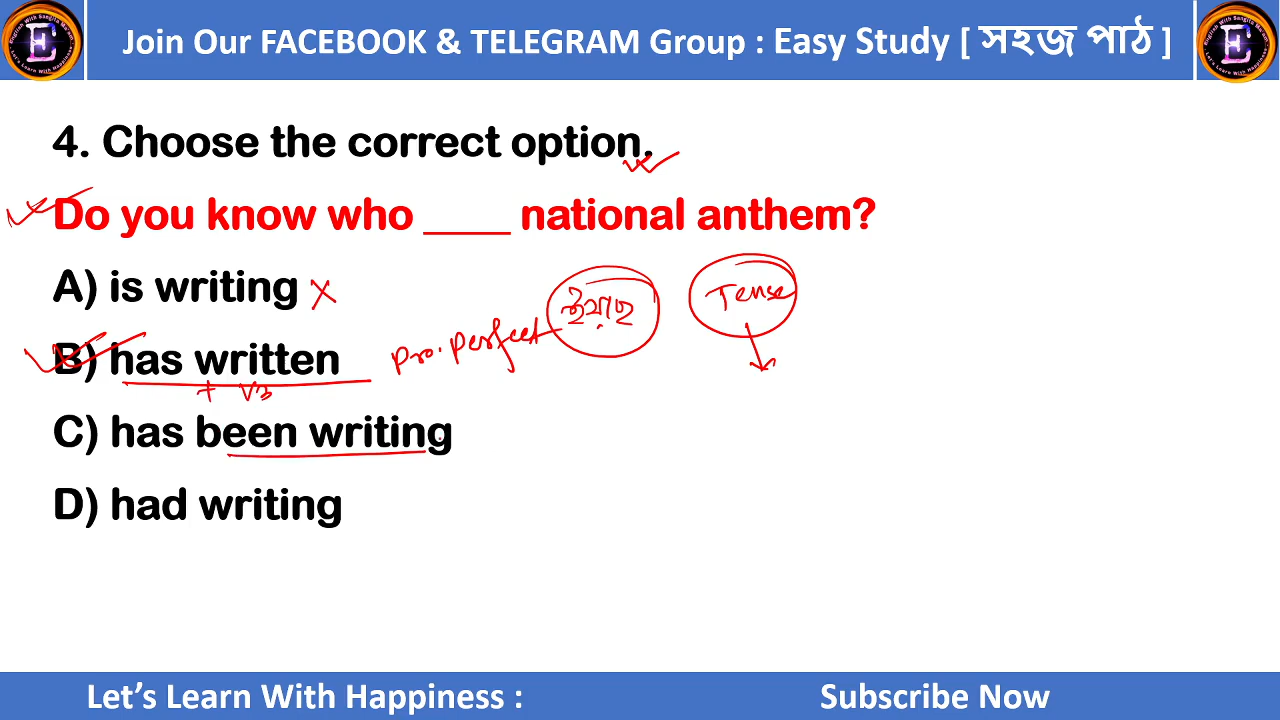 Join Our FACEBOOK & TELEGRAM Group : Easy Study [ সহজ পাঠ ]
4. Choose the correct option.
Do you know who ____ national anthem?
A) is writing
B) has written
+ V3
Pro. perfect
Tense
C) has been writing
D) had writing
Let's Learn With Happiness :
Subscribe Now